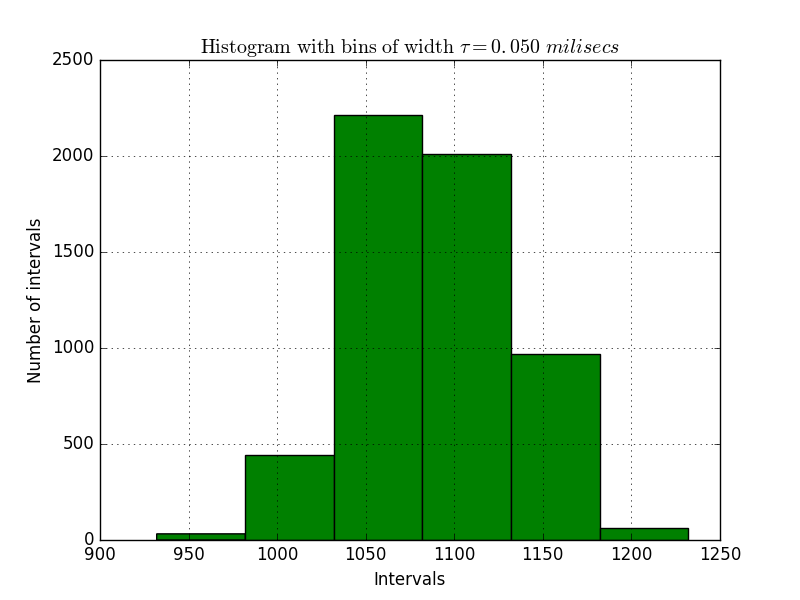 Histogram with bins of width τ = 0.050 milisecs
2500
2000
1500
1000
500
0
Number of intervals
900 950 1000 1050 1100 1150 1200 1250
Intervals